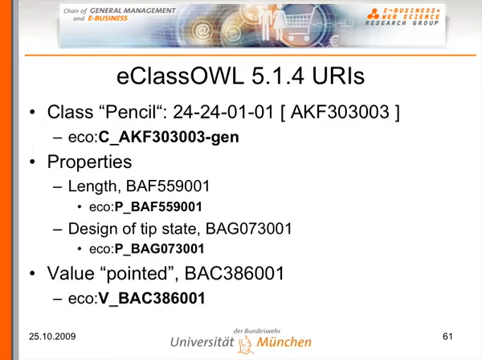 Chair of GENERAL MANAGEMENT
and E-BUSINESS
E-BUSINESS+
WEB SCIENCE
RESEARCH GROUP
eClassOWL 5.1.4 URIs
• Class “Pencil“: 24-24-01-01 [ AKF303003 ]
– eco:C_AKF303003-gen
• Properties
– Length, BAF559001
• eco:P_BAF559001
– Design of tip state, BAG073001
• eco:P_BAG073001
• Value “pointed”, BAC386001
– eco:V_BAC386001
25.10.2009
der Bundeswehr
Universität München
61